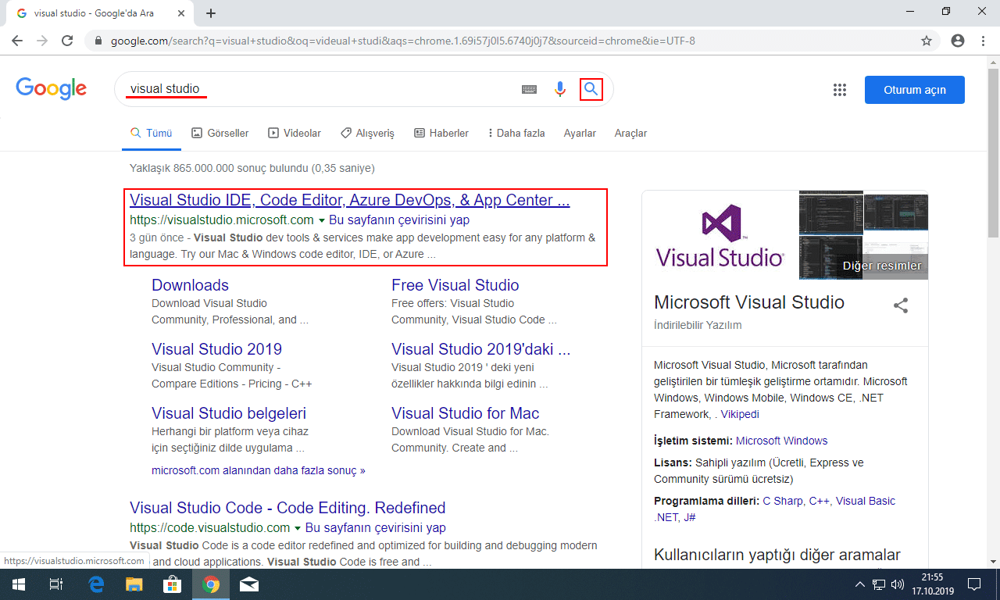 visual studio - Google'da Ara
google.com/search?q=visual+studio&oq=videual+studi&aqs=chrome.1.69i57j0l5.6740j0j7&sourceid=chrome&ie=UTF-8
Google
visual studio
Oturum açın
Tümü
Görseller
Videolar
Alışveriş
Haberler
Daha fazla
Ayarlar
Araçlar
Yaklaşık 865.000.000 sonuç bulundu (0,35 saniye)
Visual Studio IDE, Code Editor, Azure DevOps, & App Center ...
https://visualstudio.microsoft.com Bu sayfanın çevirisini yap
3 gün önce - Visual Studio dev tools & services make app development easy for any platform &
language. Try our Mac & Windows code editor, IDE, or Azure ...
Downloads
Download Visual Studio
Community, Professional, and ...
Free Visual Studio
Free offers: Visual Studio
Community, Visual Studio Code ...
Visual Studio 2019
Visual Studio Community -
Compare Editions - Pricing - C++
Visual Studio 2019'daki ...
Visual Studio 2019 ' deki yeni
özellikler hakkında bilgi edinin ...
Visual Studio belgeleri
Herhangi bir platform veya cihaz
için seçtiğiniz dilde uygulama ...
Visual Studio for Mac
Download Visual Studio for Mac.
Community. Create and ...
microsoft.com alanından daha fazla sonuç »
Visual Studio Code - Code Editing. Redefined
https://code.visualstudio.com Bu sayfanın çevirisini yap
Visual Studio Code is a code editor redefined and optimized for building and debugging modern
and cloud applications. Visual Studio Code is free and ...
https://visualstudio.microsoft.com
Visual Studio
Diğer resimler
Microsoft Visual Studio
İndirilebilir Yazılım
Microsoft Visual Studio, Microsoft tarafından
geliştirilen bir tümleşik geliştirme ortamıdır. Microsoft
Windows, Windows Mobile, Windows CE, .NET
Framework, . Vikipedi
İşletim sistemi: Microsoft Windows
Lisans: Sahipli yazılım (Ücretli, Express ve
Community sürümü ücretsiz)
Programlama dilleri: C Sharp, C++, Visual Basic
.NET, J#
Kullanıcıların yaptığı diğer aramalar
21:55
17.10.2019